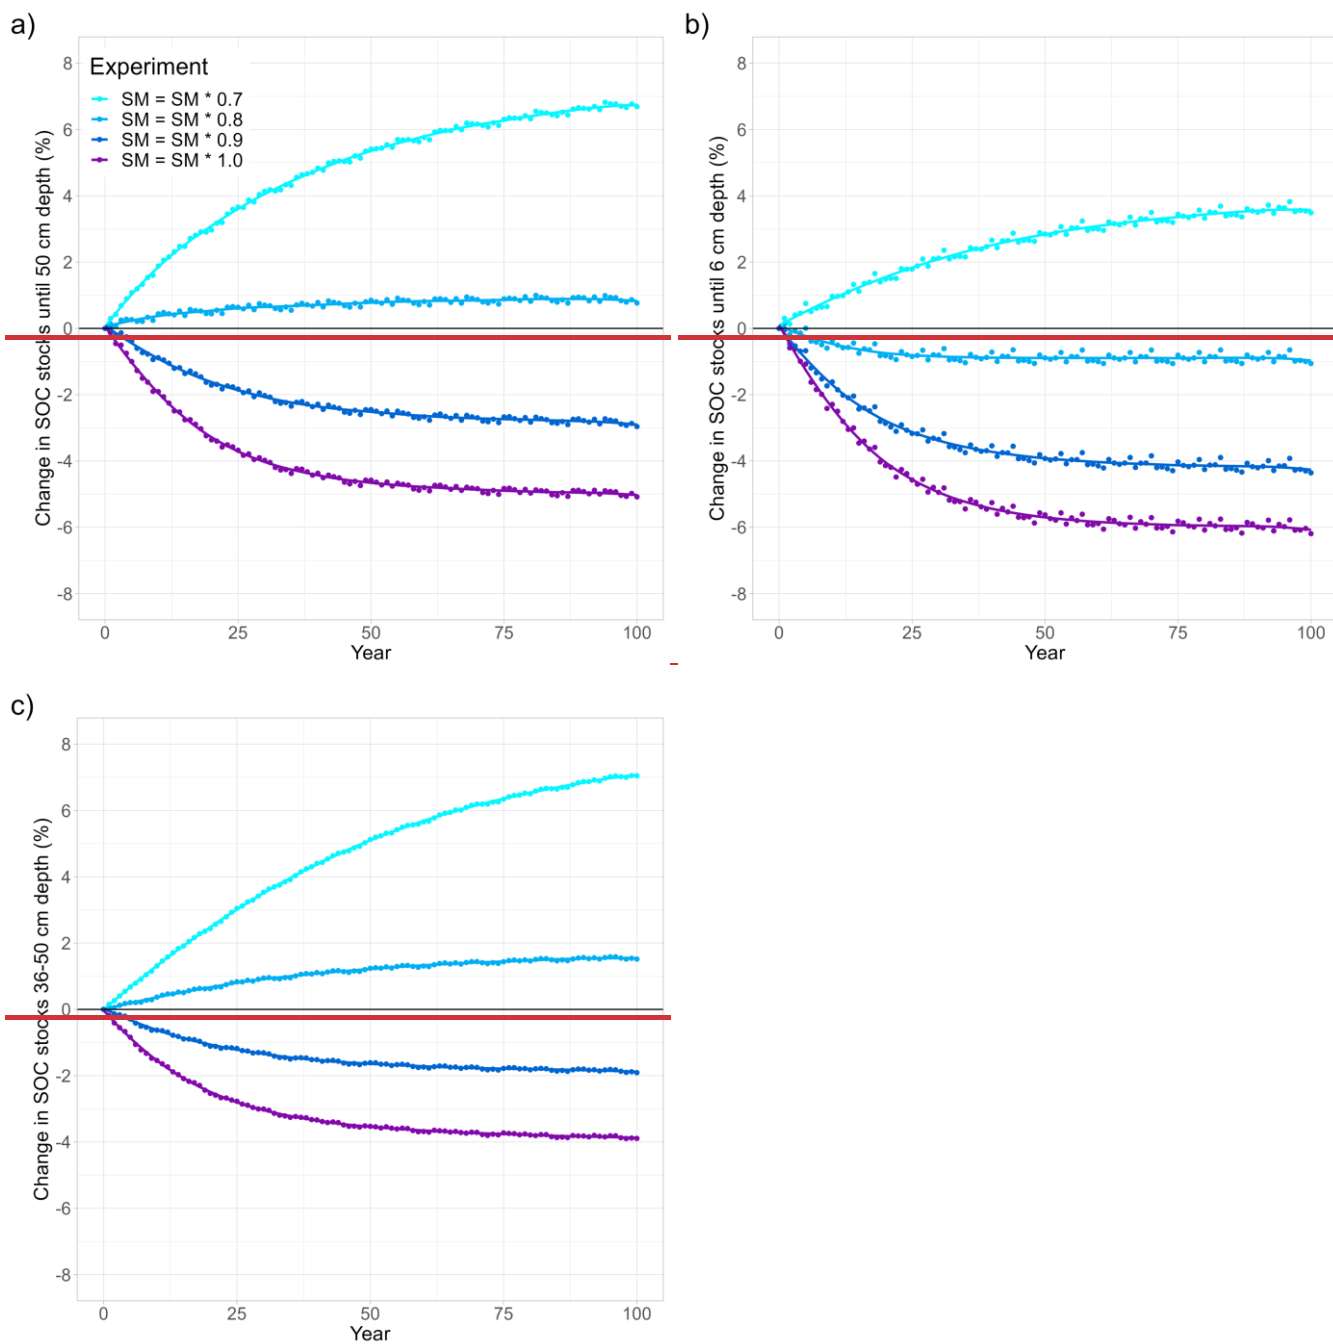 a)
Experiment
SM = SM * 0.7
SM = SM * 0.8
SM = SM * 0.9
SM = SM * 1.0
Change in SOC stocks until 50 cm depth (%)
8
6
4
2
0
-2
-4
-6
-8
0 25 50 75 100
Year
b)
Change in SOC stocks until 6 cm depth (%)
8
6
4
2
0
-2
-4
-6
-8
0 25 50 75 100
Year
c)
Change in SOC stocks 36-50 cm depth (%)
8
6
4
2
0
-2
-4
-6
-8
0 25 50 75 100
Year